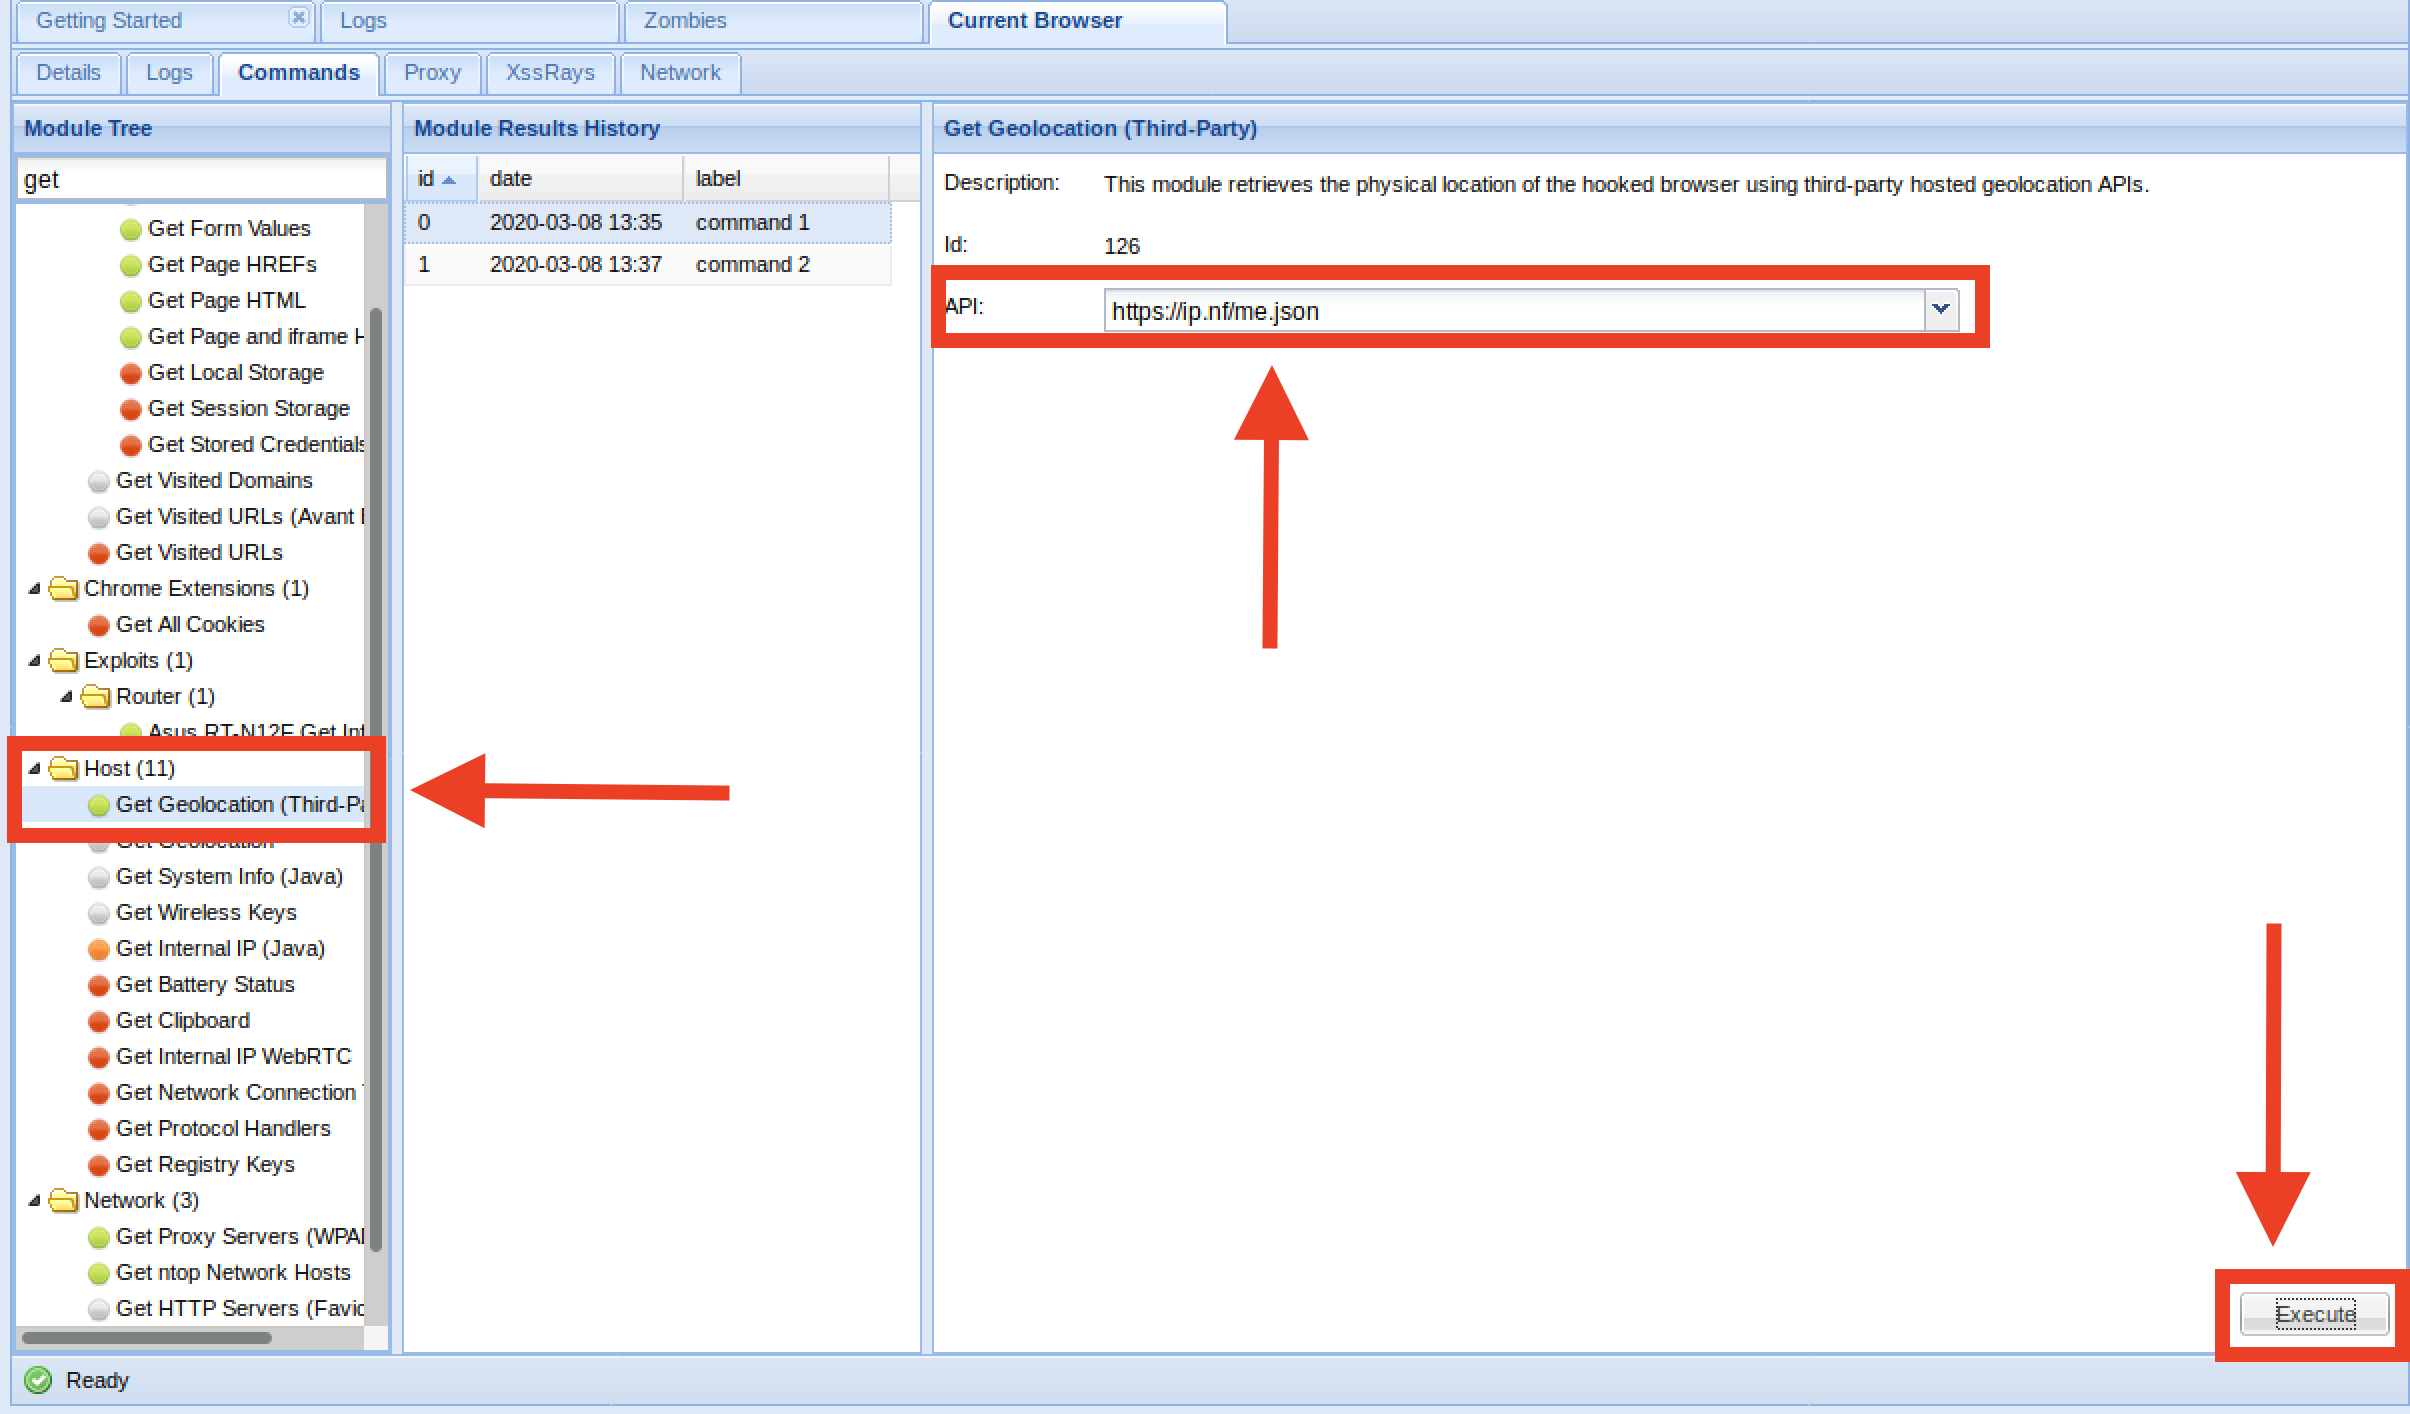 Getting Started
Logs
Zombies
Current Browser
Details
Logs
Commands
Proxy
XssRays
Network
Module Tree
get
Get Form Values
Get Page HREFs
Get Page HTML
Get Page and iframe H
Get Local Storage
Get Session Storage
Get Stored Credentials
Get Visited Domains
Get Visited URLs (Avant
Get Visited URLs
Chrome Extensions (1)
Get All Cookies
Exploits (1)
Router (1)
Asus RT-N12E Get Inf
Host (11)
Get Geolocation (Third-Pa
Get Geolocation
Get System Info (Java)
Get Wireless Keys
Get Internal IP (Java)
Get Battery Status
Get Clipboard
Get Internal IP WebRTC
Get Network Connection
Get Protocol Handlers
Get Registry Keys
Network (3)
Get Proxy Servers (WPA
Get ntop Network Hosts
Get HTTP Servers (Favic
Module Results History
id date label
0 2020-03-08 13:35 command 1
1 2020-03-08 13:37 command 2
Get Geolocation (Third-Party)
Description: This module retrieves the physical location of the hooked browser using third-party hosted geolocation APIs.
Id: 126
API: https://ip.nf/me.json
Execute
Ready